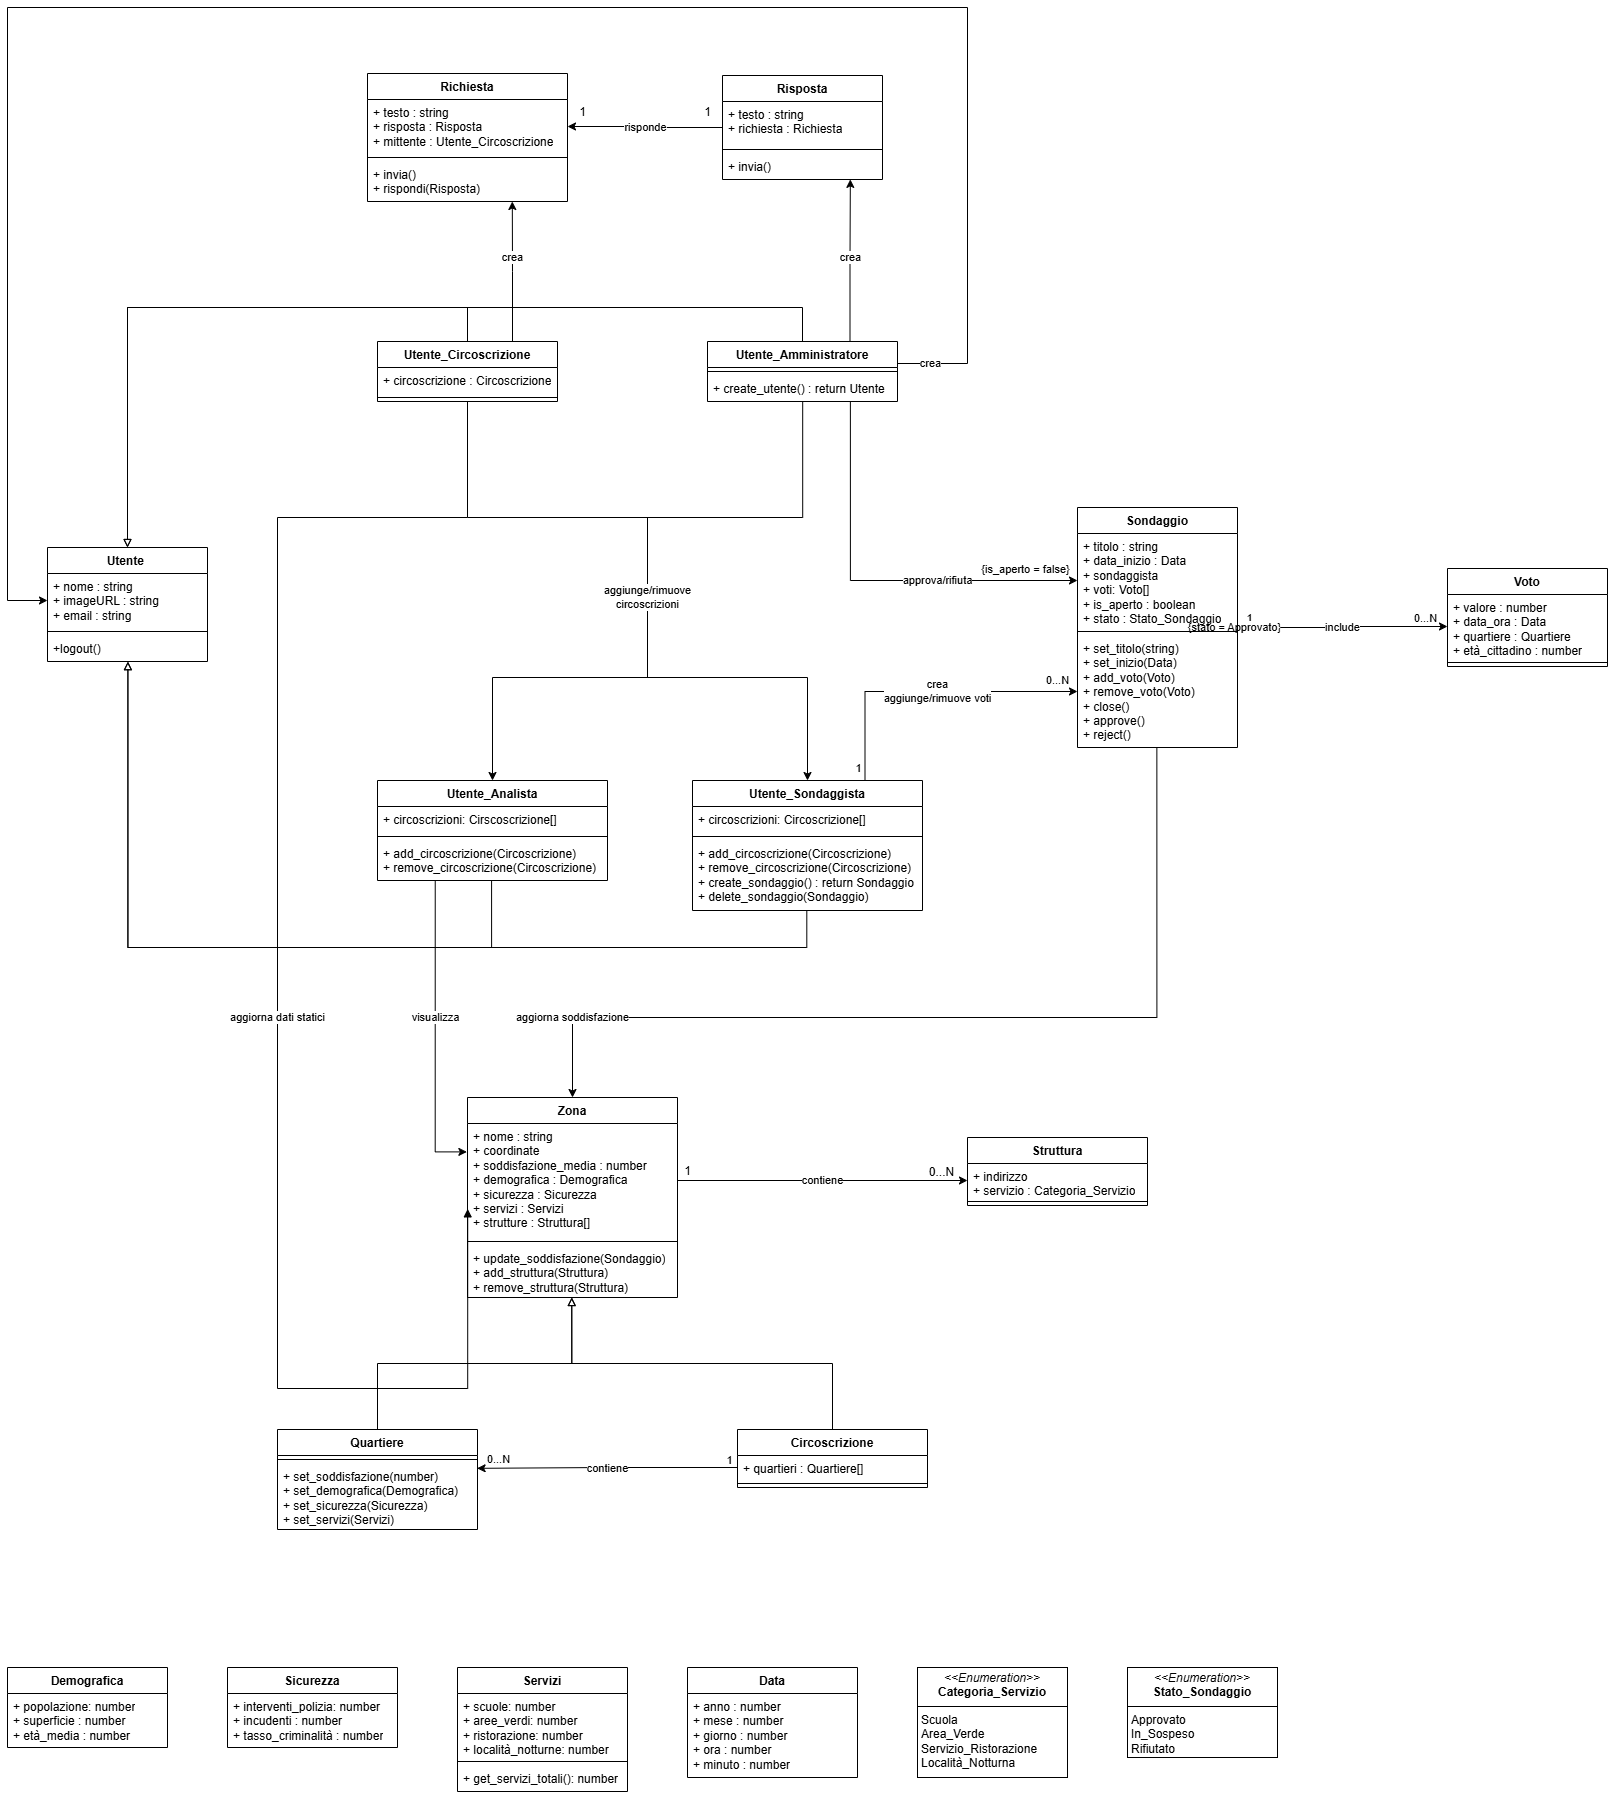 Richiesta
+ testo : string
+ risposta : Risposta
+ mittente : Utente_Circoscrizione
+ invia()
+ rispondi(Risposta)
1
risponde
1
Risposta
+ testo : string
+ richiesta : Richiesta
+ invia()
crea
crea
Utente_Circoscrizione
+ circoscrizione : Circoscrizione
Utente_Amministratore
+ create_utente() : return Utente
crea
Utente
+ nome : string
+ imageURL : string
+ email : string
+logout()
aggiunge/rimuove
circoscrizioni
approva/rifiuta
{is_aperto = false}
Sondaggio
+ titolo : string
+ data_inizio : Data
+ sondaggista
+ voti: Voto[]
+ is_aperto : boolean
+ stato : Stato_Sondaggio
+ set_titolo(string)
+ set_inizio(Data)
+ add_voto(Voto)
+ remove_voto(Voto)
+ close()
+ approve()
+ reject()
1
{stato = Approvato}
include
0...N
Voto
+ valore : number
+ data_ora : Data
+ quartiere : Quartiere
+ età_cittadino : number
crea
aggiunge/rimuove voti
0...N
1
Utente_Analista
+ circoscrizioni: Cirscoscrizione[]
+ add_circoscrizione(Circoscrizione)
+ remove_circoscrizione(Circoscrizione)
Utente_Sondaggista
+ circoscrizioni: Circoscrizione[]
+ add_circoscrizione(Circoscrizione)
+ remove_circoscrizione(Circoscrizione)
+ create_sondaggio() : return Sondaggio
+ delete_sondaggio(Sondaggio)
aggiorna dati statici
visualizza
aggiorna soddisfazione
Zona
+ nome : string
+ coordinate
+ soddisfazione_media : number
+ demografica : Demografica
+ sicurezza : Sicurezza
+ servizi : Servizi
+ strutture : Struttura[]
+ update_soddisfazione(Sondaggio)
+ add_struttura(Struttura)
+ remove_struttura(Struttura)
1
contiene
0...N
Struttura
+ indirizzo
+ servizio : Categoria_Servizio
Quartiere
+ set_soddisfazione(number)
+ set_demografica(Demografica)
+ set_sicurezza(Sicurezza)
+ set_servizi(Servizi)
0...N
contiene
1
Circoscrizione
+ quartieri : Quartiere[]
Demografica
+ popolazione: number
+ superficie : number
+ età_media : number
Sicurezza
+ interventi_polizia: number
+ incudenti : number
+ tasso_criminalità : number
Servizi
+ scuole: number
+ aree_verdi: number
+ ristorazione: number
+ località_notturne: number
+ get_servizi_totali(): number
Data
+ anno : number
+ mese : number
+ giorno : number
+ ora : number
+ minuto : number
<<Enumeration>>
Categoria_Servizio
Scuola
Area_Verde
Servizio_Ristorazione
Località_Notturna
<<Enumeration>>
Stato_Sondaggio
Approvato
In_Sospeso
Rifiutato